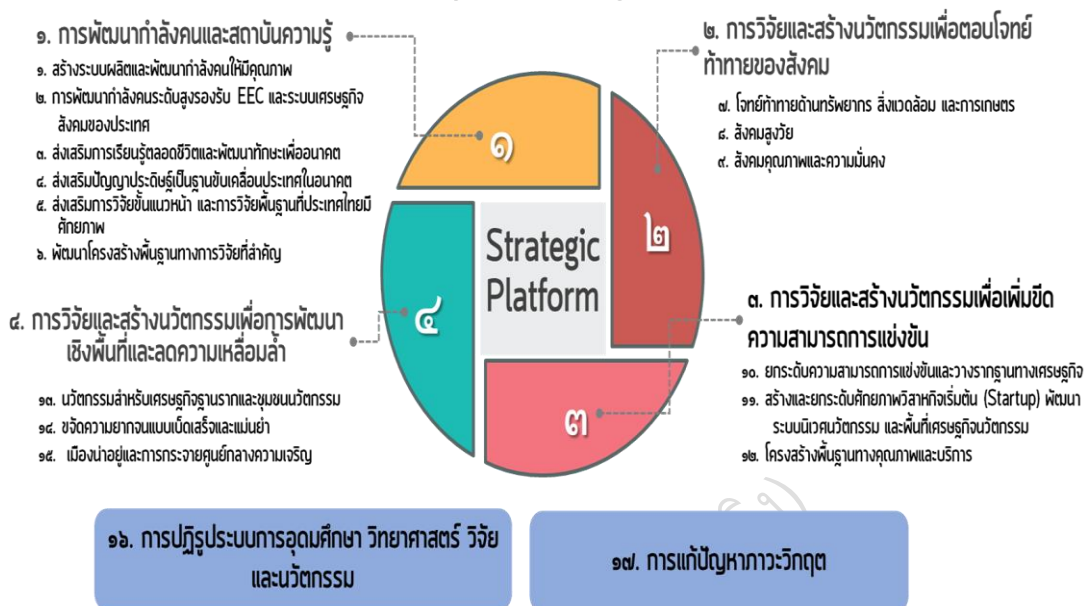 ๑. การพัฒนากำลังคนและสถาบันความรู้
๑. สร้างระบบผลิตและพัฒนากำลังคนให้มีคุณภาพ
๒. การพัฒนากำลังคนระดับสูงรองรับ EEC และระบบเศรษฐกิจ
สังคมของประเทศ
๓. ส่งเสริมการเรียนรู้ตลอดชีวิตและพัฒนาทักษะเพื่ออนาคต
๔. ส่งเสริมปัญญาประดิษฐ์เป็นฐานขับเคลื่อนประเทศในอนาคต
๕. ส่งเสริมการวิจัยขั้นแนวหน้า และการวิจัยพื้นฐานที่ประเทศไทยมี
ศักยภาพ
๖. พัฒนาโครงสร้างพื้นฐานทางการวิจัยที่สำคัญ
๒. การวิจัยและสร้างนวัตกรรมเพื่อตอบโจทย์
ท้าทายของสังคม
๗. โจทย์ท้าทายด้านทรัพยากร สิ่งแวดล้อม และการเกษตร
๘. สังคมสูงวัย
๙. สังคมคุณภาพและความมั่นคง
๑
๒
Strategic
Platform
๔
๓
๔. การวิจัยและสร้างนวัตกรรมเพื่อการพัฒนา
เชิงพื้นที่และลดความเหลื่อมล้ำ
๑๓. นวัตกรรมสำหรับเศรษฐกิจฐานรากและชุมชนนวัตกรรม
๑๔. ขจัดความยากจนแบบเบ็ดเสร็จและแม่นยำ
๑๕. เมืองน่าอยู่และการกระจายศูนย์กลางความเจริญ
๓. การวิจัยและสร้างนวัตกรรมเพื่อเพิ่มขีด
ความสามารถการแข่งขัน
๑๐. ยกระดับความสามารถการแข่งขันและวางรากฐานทางเศรษฐกิจ
๑๑. สร้างและยกระดับศักยภาพวิสาหกิจเริ่มต้น (Startup) พัฒนา
ระบบนิเวศนวัตกรรม และพื้นที่เศรษฐกิจนวัตกรรม
๑๒. โครงสร้างพื้นฐานทางคุณภาพและบริการ
๑๖. การปฏิรูประบบการอุดมศึกษา วิทยาศาสตร์ วิจัย
และนวัตกรรม
๑๗. การแก้ปัญหาภาวะวิกฤต